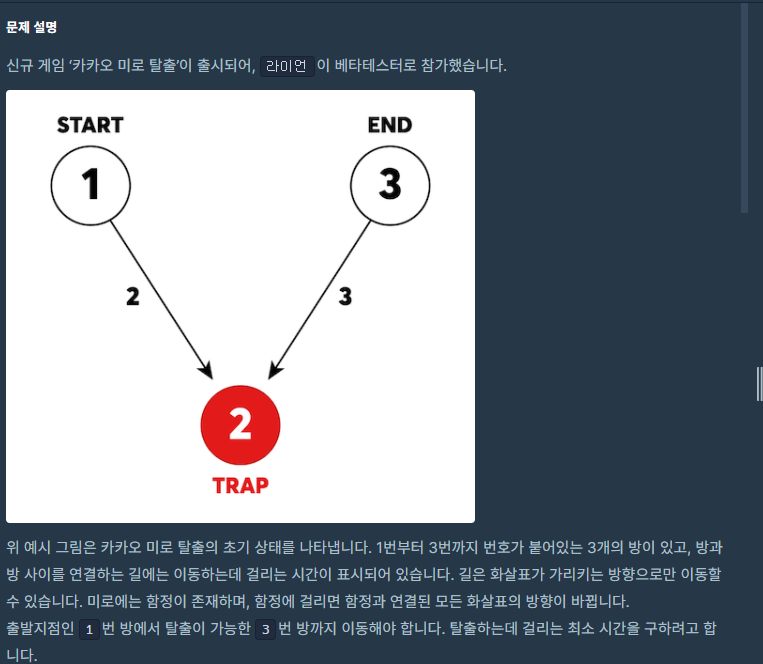 문제 설명
신규 게임 ‘카카오 미로 탈출’이 출시되어, 라이언 이 베타테스터로 참가했습니다.
START
END
1
3
2
3
2
TRAP
위 예시 그림은 카카오 미로 탈출의 초기 상태를 나타냅니다. 1번부터 3번까지 번호가 붙어있는 3개의 방이 있고, 방과
방 사이를 연결하는 길에는 이동하는데 걸리는 시간이 표시되어 있습니다. 길은 화살표가 가리키는 방향으로만 이동할
수 있습니다. 미로에는 함정이 존재하며, 함정에 걸리면 함정과 연결된 모든 화살표의 방향이 바뀝니다.
출발지점인 1 번 방에서 탈출이 가능한 3 번 방까지 이동해야 합니다. 탈출하는데 걸리는 최소 시간을 구하려고 합
니다.